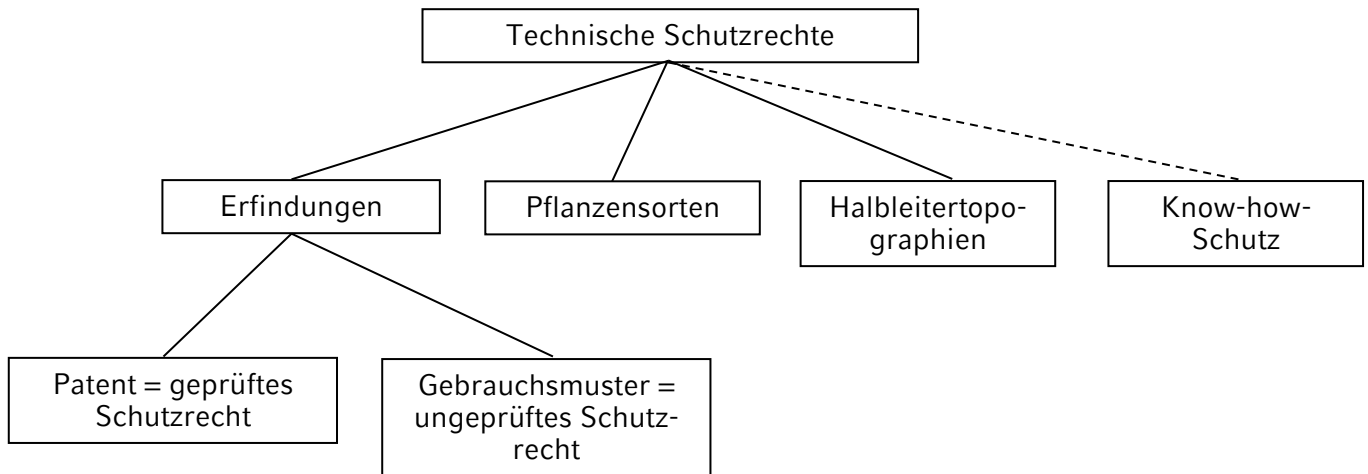 Technische Schutzrechte
Erfindungen
Pflanzensorten
Halbleitertopo-
graphien
Know-how-
Schutz
Patent = geprüftes
Schutzrecht
Gebrauchsmuster =
ungeprüftes Schutz-
recht